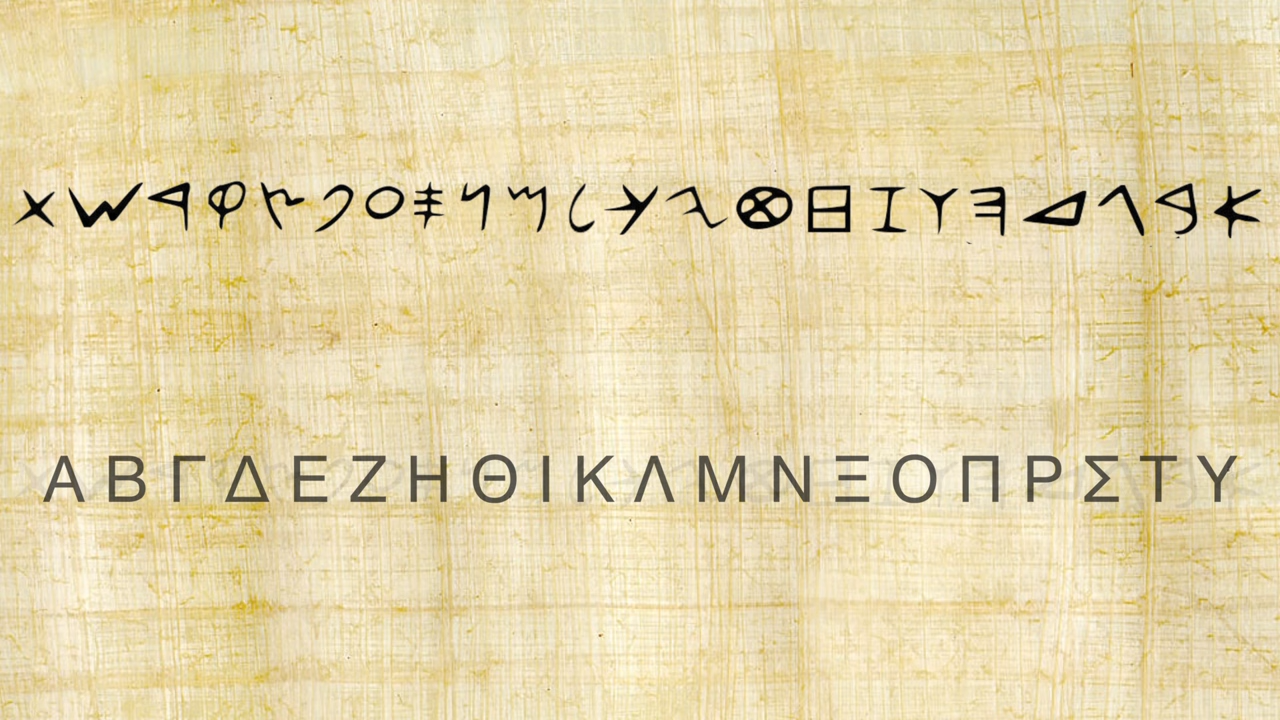 𐤀𐤁𐤂𐤃𐤄𐤅𐤆𐤇𐤈𐤉𐤊𐤋𐤌𐤍𐤎𐤏𐤐𐤑𐤒𐤓𐤔𐤕
Α Β Γ Δ Ε Ζ Η Θ Ι Κ Λ Μ Ν Ξ Ο Π Ρ Σ Τ Υ